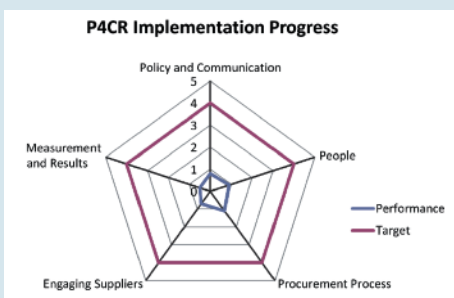 P4CR Implementation Progress
Policy and Communication
5
4
3
2
1
0
Measurement
and Results
People
Performance
Target
Engaging Suppliers
Procurement Process